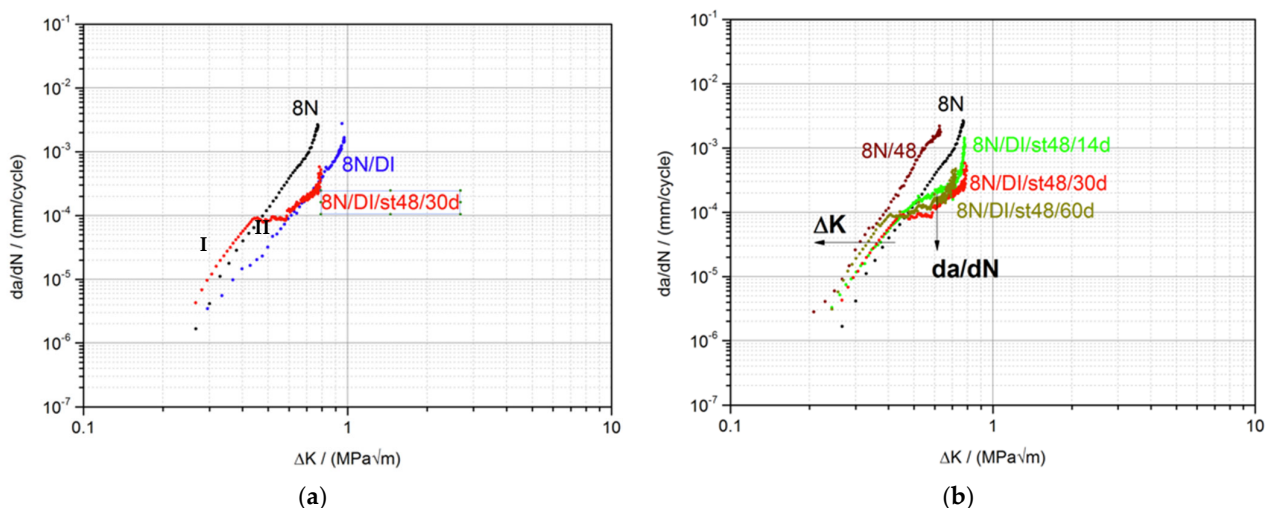 10⁻¹
10⁻²
10⁻³
10⁻⁴
10⁻⁵
10⁻⁶
10⁻⁷
da/dN / (mm/cycle)
8N
8N/DI
8N/DI/st48/30d
I
II
0.1
1
10
ΔK / (MPa√m)
(a)
10⁻¹
10⁻²
10⁻³
10⁻⁴
10⁻⁵
10⁻⁶
10⁻⁷
da/dN / (mm/cycle)
8N
8N/48
8N/DI/st48/14d
8N/DI/st48/30d
8N/DI/st48/60d
ΔK
da/dN
0.1
1
10
ΔK / (MPa√m)
(b)